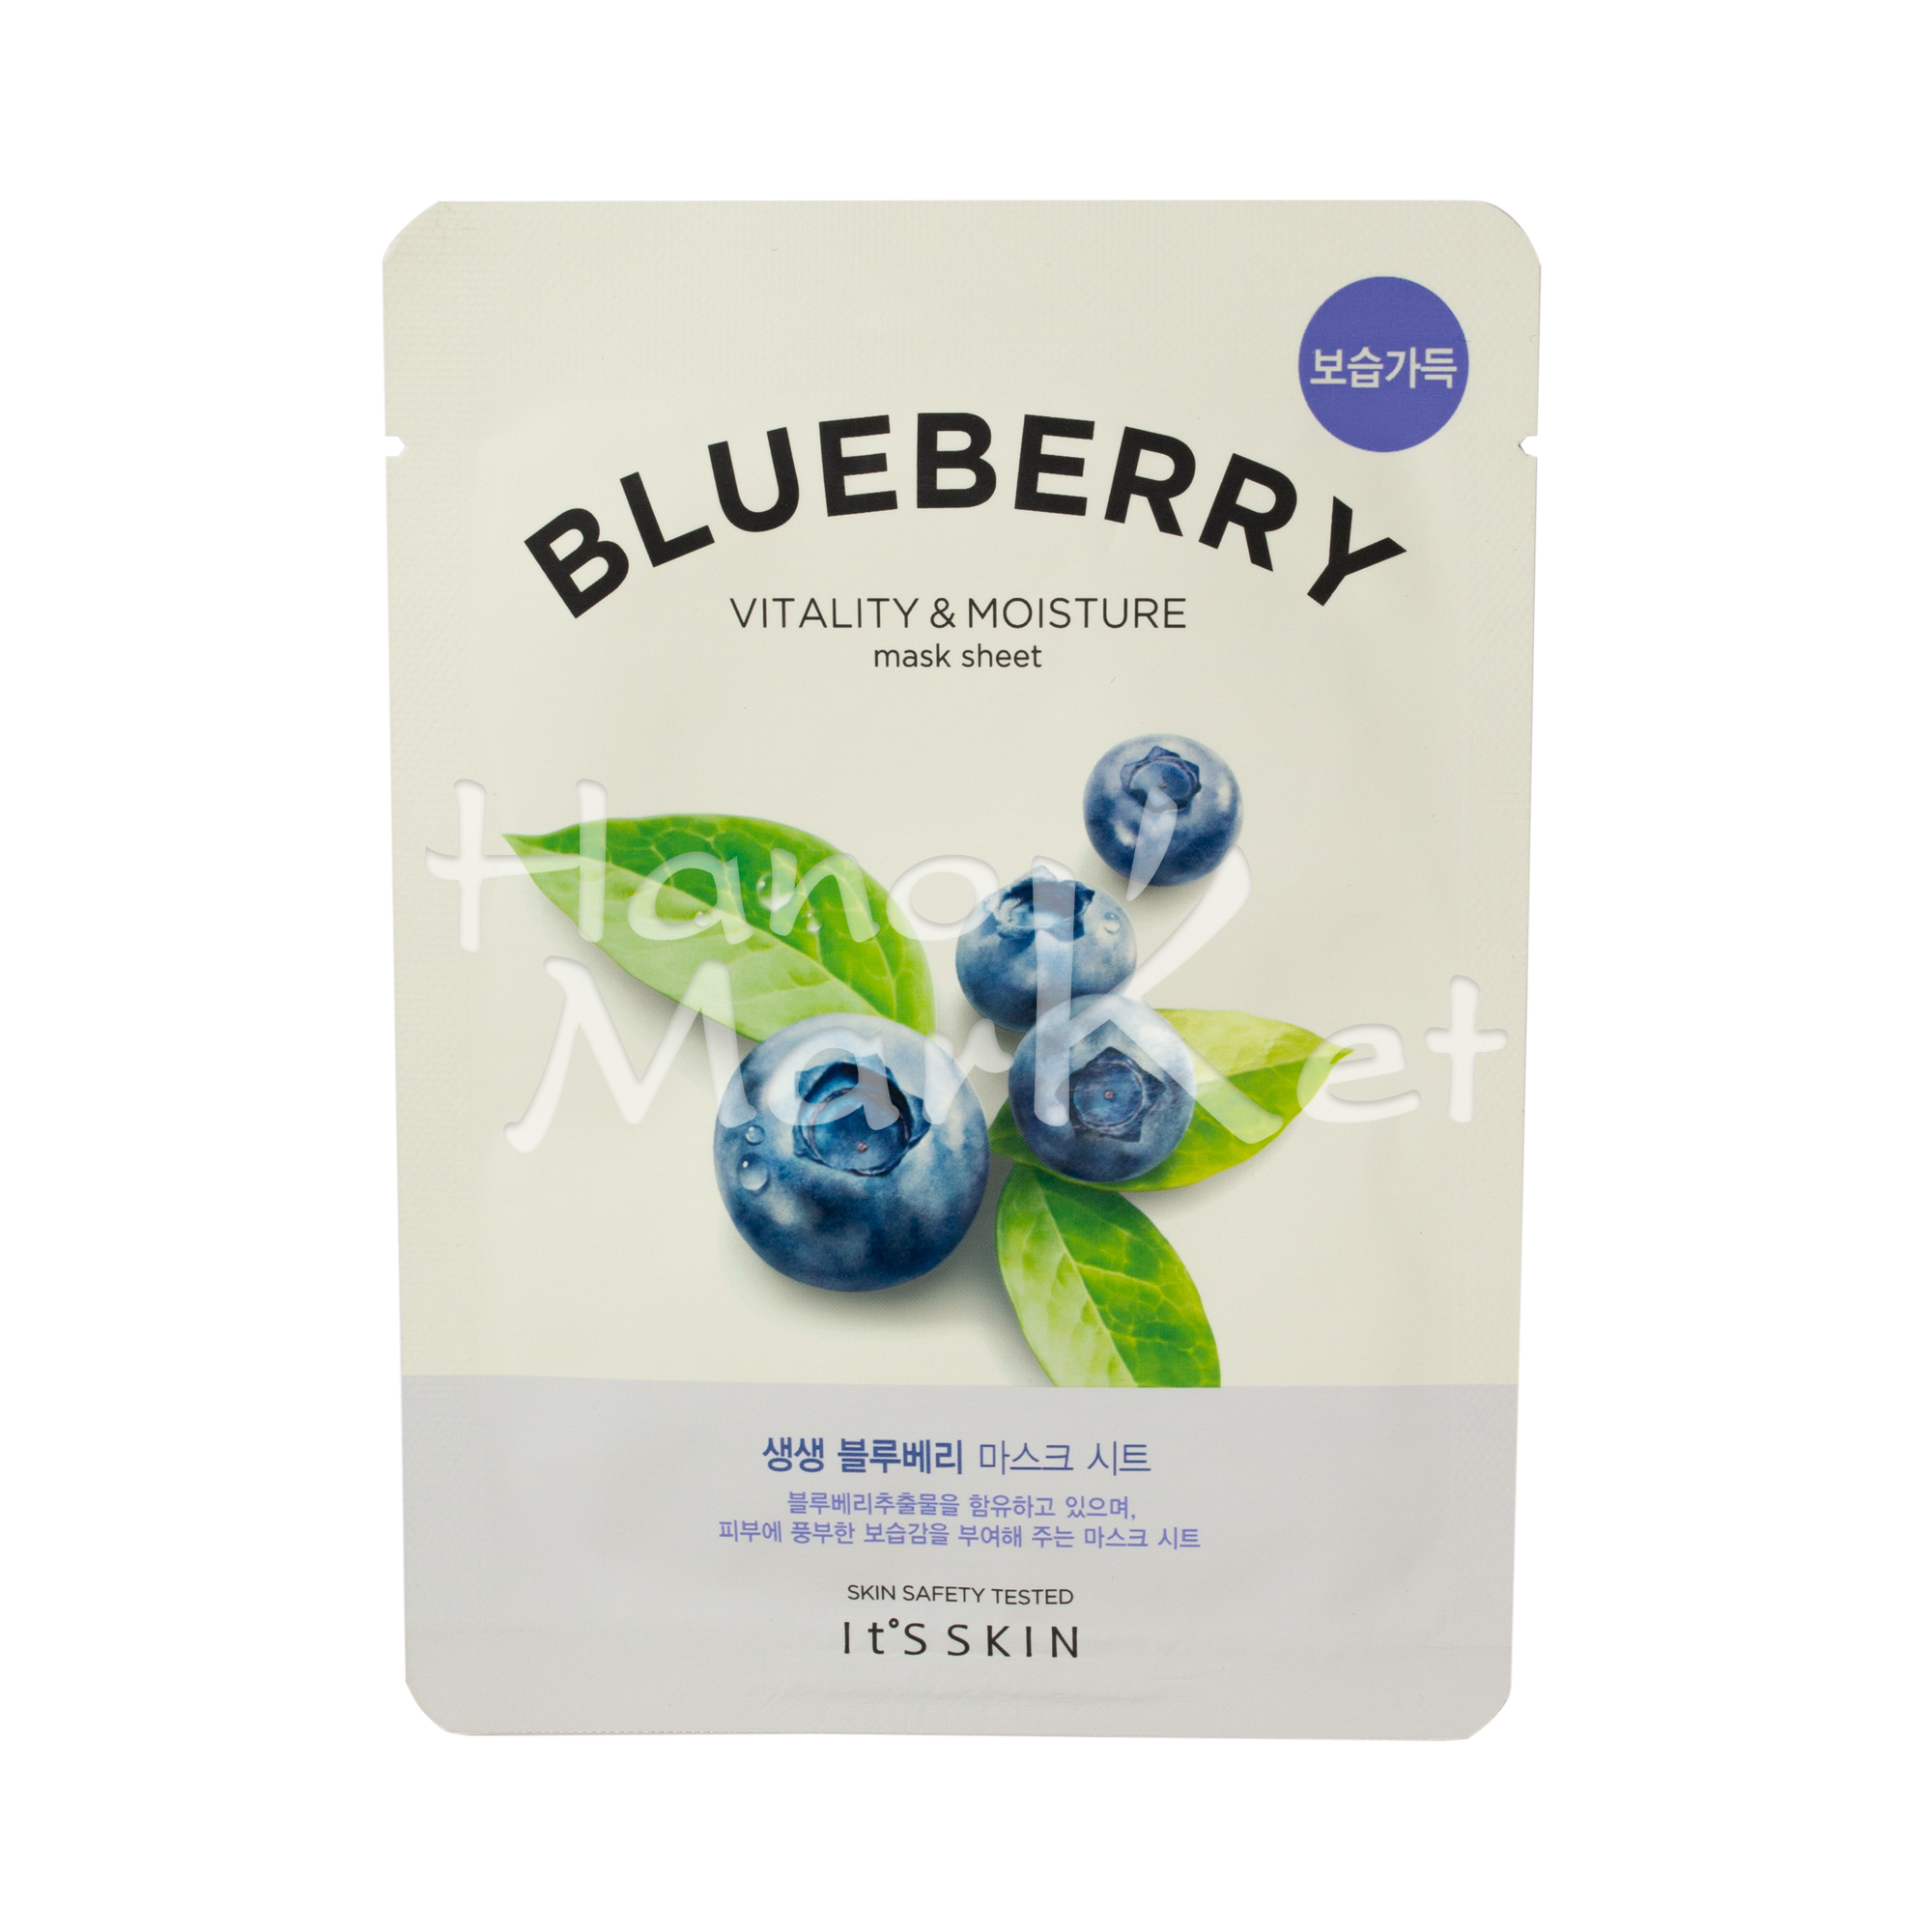 보습가득
BLUEBERRY
VITALITY & MOISTURE
mask sheet
Hanoi
Market
생생 블루베리 마스크 시트
블루베리추출물을 함유하고 있으며,
피부에 풍부한 보습감을 부여해 주는 마스크 시트
SKIN SAFETY TESTED
It'S SKIN